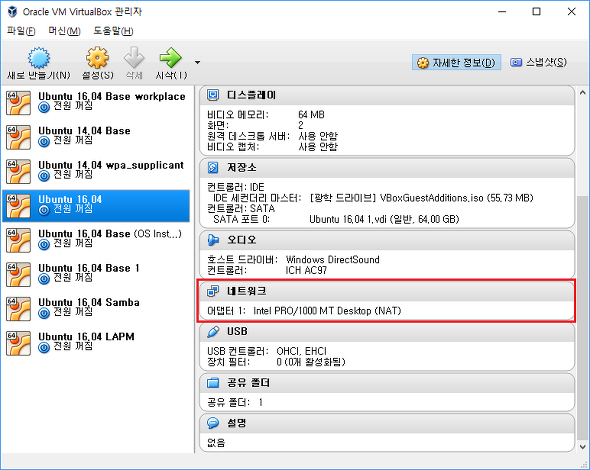 Oracle VM VirtualBox 관리자
파일(F) 머신(M) 도움말(H)
새로 만들기(N) 설정(S) 삭제 시작(T) 자세한 정보(D) 스냅샷(S)
64 Ubuntu 16.04 Base workplace
전원 꺼짐
64 Ubuntu 14.04 Base
전원 꺼짐
64 Ubuntu 14.04 wpa_supplicant
전원 꺼짐
64 Ubuntu 16.04
전원 꺼짐
64 Ubuntu 16.04 Base (OS Inst...)
전원 꺼짐
64 Ubuntu 16.04 Base 1
전원 꺼짐
64 Ubuntu 16.04 Samba
전원 꺼짐
64 Ubuntu 16.04 LAPM
전원 꺼짐
디스플레이
비디오 메모리: 64 MB
화면: 2
원격 데스크톱 서버: 사용 안함
비디오 캡처: 사용 안함
저장소
컨트롤러: IDE
IDE 세컨더리 마스터: [광학 드라이브] VBoxGuestAdditions.iso (55.73 MB)
컨트롤러: SATA
SATA 포트 0: Ubuntu 16.04 1.vdi (일반, 64.00 GB)
오디오
호스트 드라이버: Windows DirectSound
컨트롤러: ICH AC97
네트워크
어댑터 1: Intel PRO/1000 MT Desktop (NAT)
USB
USB 컨트롤러: OHCI, EHCI
장치 필터: 0 (0개 활성화됨)
공유 폴더
공유 폴더: 1
설명
없음